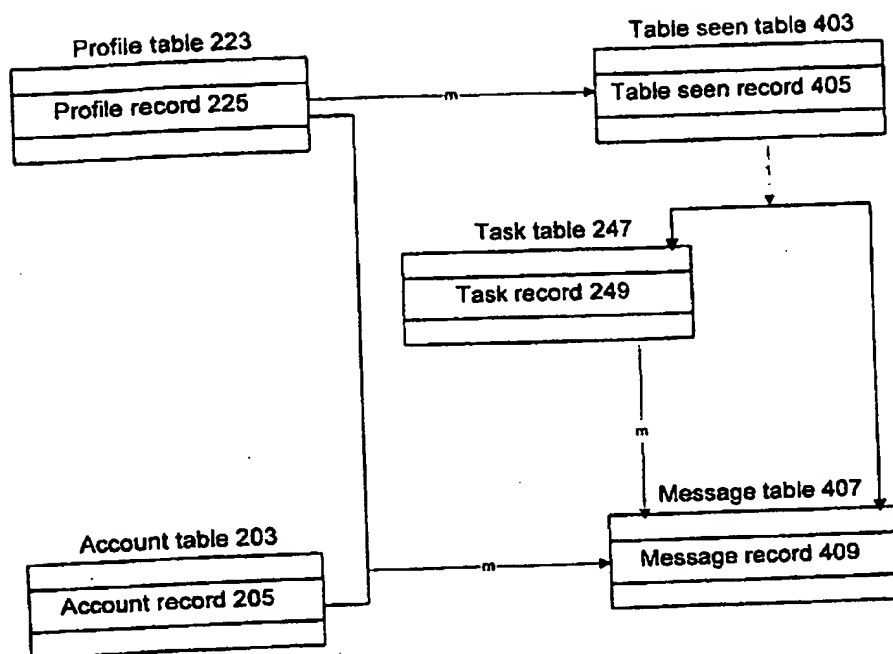 Profile table 223
Profile record 225
Table seen table 403
Table seen record 405
m
1
Task table 247
Task record 249
m
Message table 407
Message record 409
Account table 203
Account record 205
m